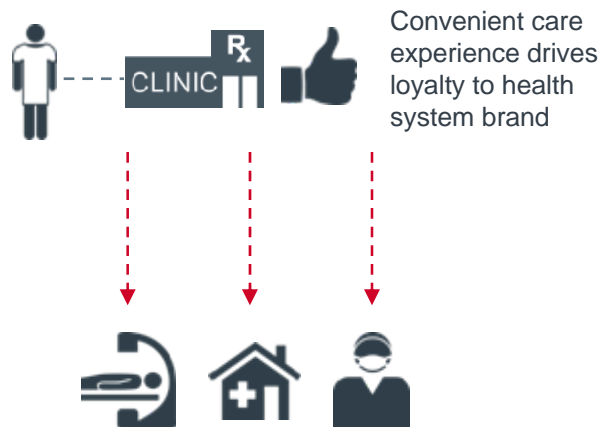 Convenient care
experience drives
loyalty to health
system brand
Rx
CLINIC